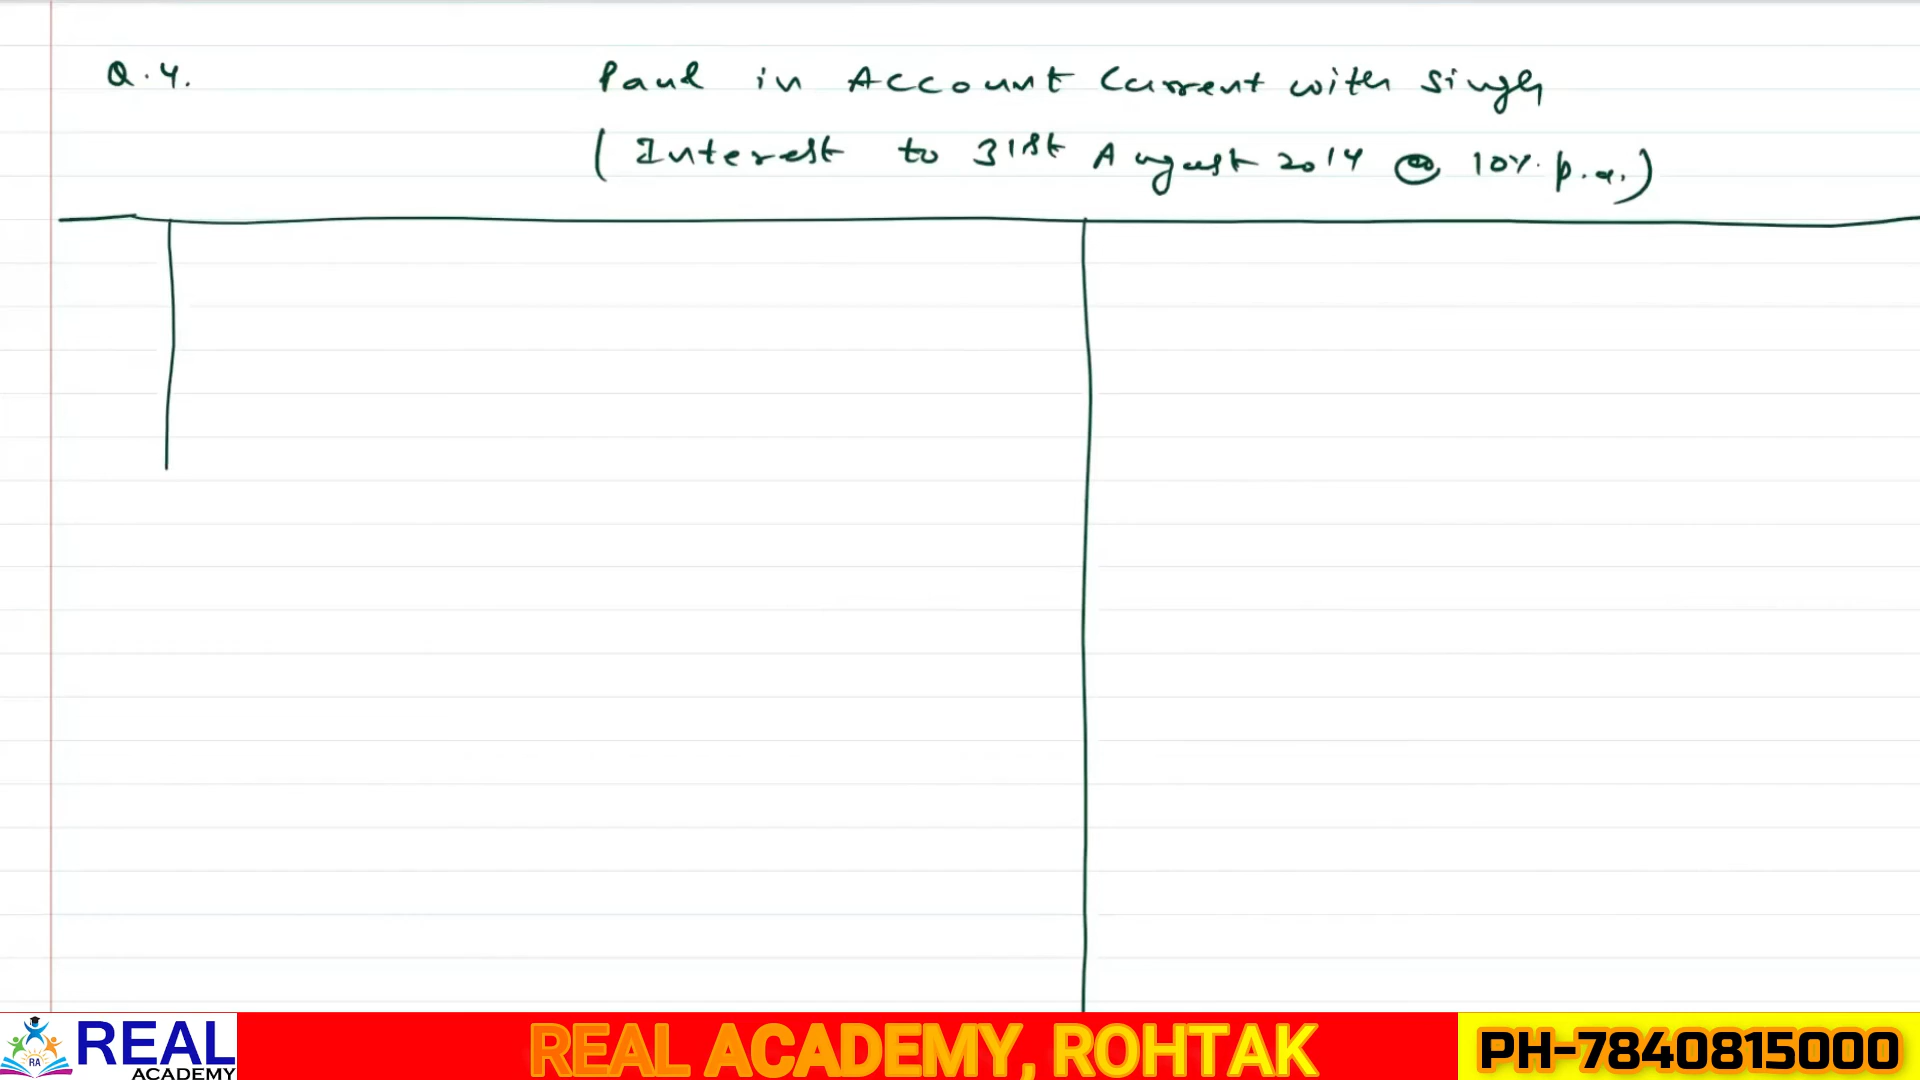 Q.4.
Paul in Account Current with Singh
(Interest to 31st August 2014 @ 10% p.a.)
RA
REAL
ACADEMY
REAL ACADEMY, ROHTAK
PH-7840815000